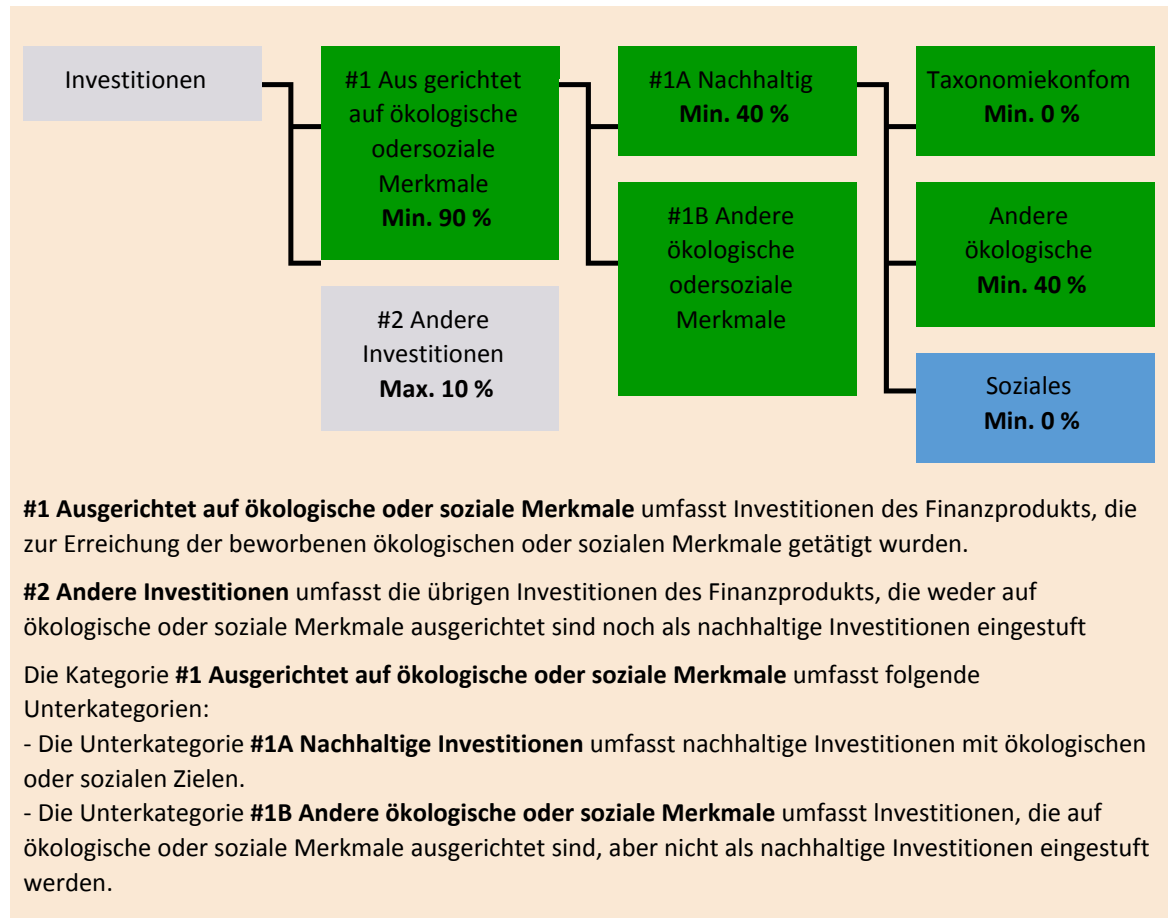 Investitionen
#1 Aus gerichtet
auf ökologische
odersoziale
Merkmale
Min. 90 %
#2 Andere
Investitionen
Max. 10 %
#1A Nachhaltig
Min. 40 %
#1B Andere
ökologische
odersoziale
Merkmale
Taxonomiekonfom
Min. 0 %
Andere
ökologische
Min. 40 %
Soziales
Min. 0 %
#1 Ausgerichtet auf ökologische oder soziale Merkmale umfasst Investitionen des Finanzprodukts, die
zur Erreichung der beworbenen ökologischen oder sozialen Merkmale getätigt wurden.
#2 Andere Investitionen umfasst die übrigen Investitionen des Finanzprodukts, die weder auf
ökologische oder soziale Merkmale ausgerichtet sind noch als nachhaltige Investitionen eingestuft
Die Kategorie #1 Ausgerichtet auf ökologische oder soziale Merkmale umfasst folgende
Unterkategorien:
- Die Unterkategorie #1A Nachhaltige Investitionen umfasst nachhaltige Investitionen mit ökologischen
oder sozialen Zielen.
- Die Unterkategorie #1B Andere ökologische oder soziale Merkmale umfasst lnvestitionen, die auf
ökologische oder soziale Merkmale ausgerichtet sind, aber nicht als nachhaltige Investitionen eingestuft
werden.